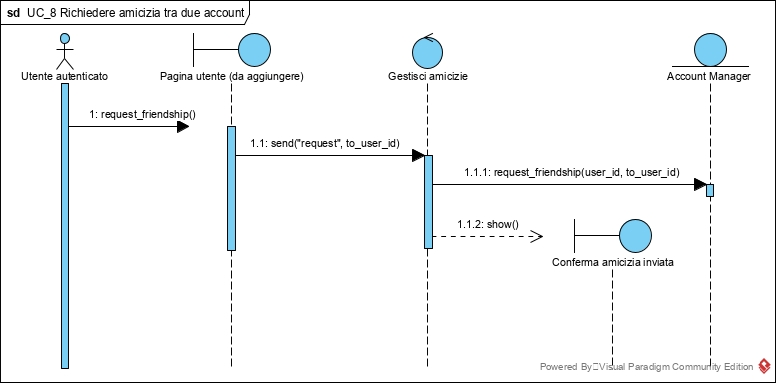 sd UC_8 Richiedere amicizia tra due account
Utente autenticato
Pagina utente (da aggiungere)
Gestisci amicizie
Account Manager
1: request_friendship()
1.1: send("request", to_user_id)
1.1.1: request_friendship(user_id, to_user_id)
1.1.2: show()
Conferma amicizia inviata
Powered By Visual Paradigm Community Edition